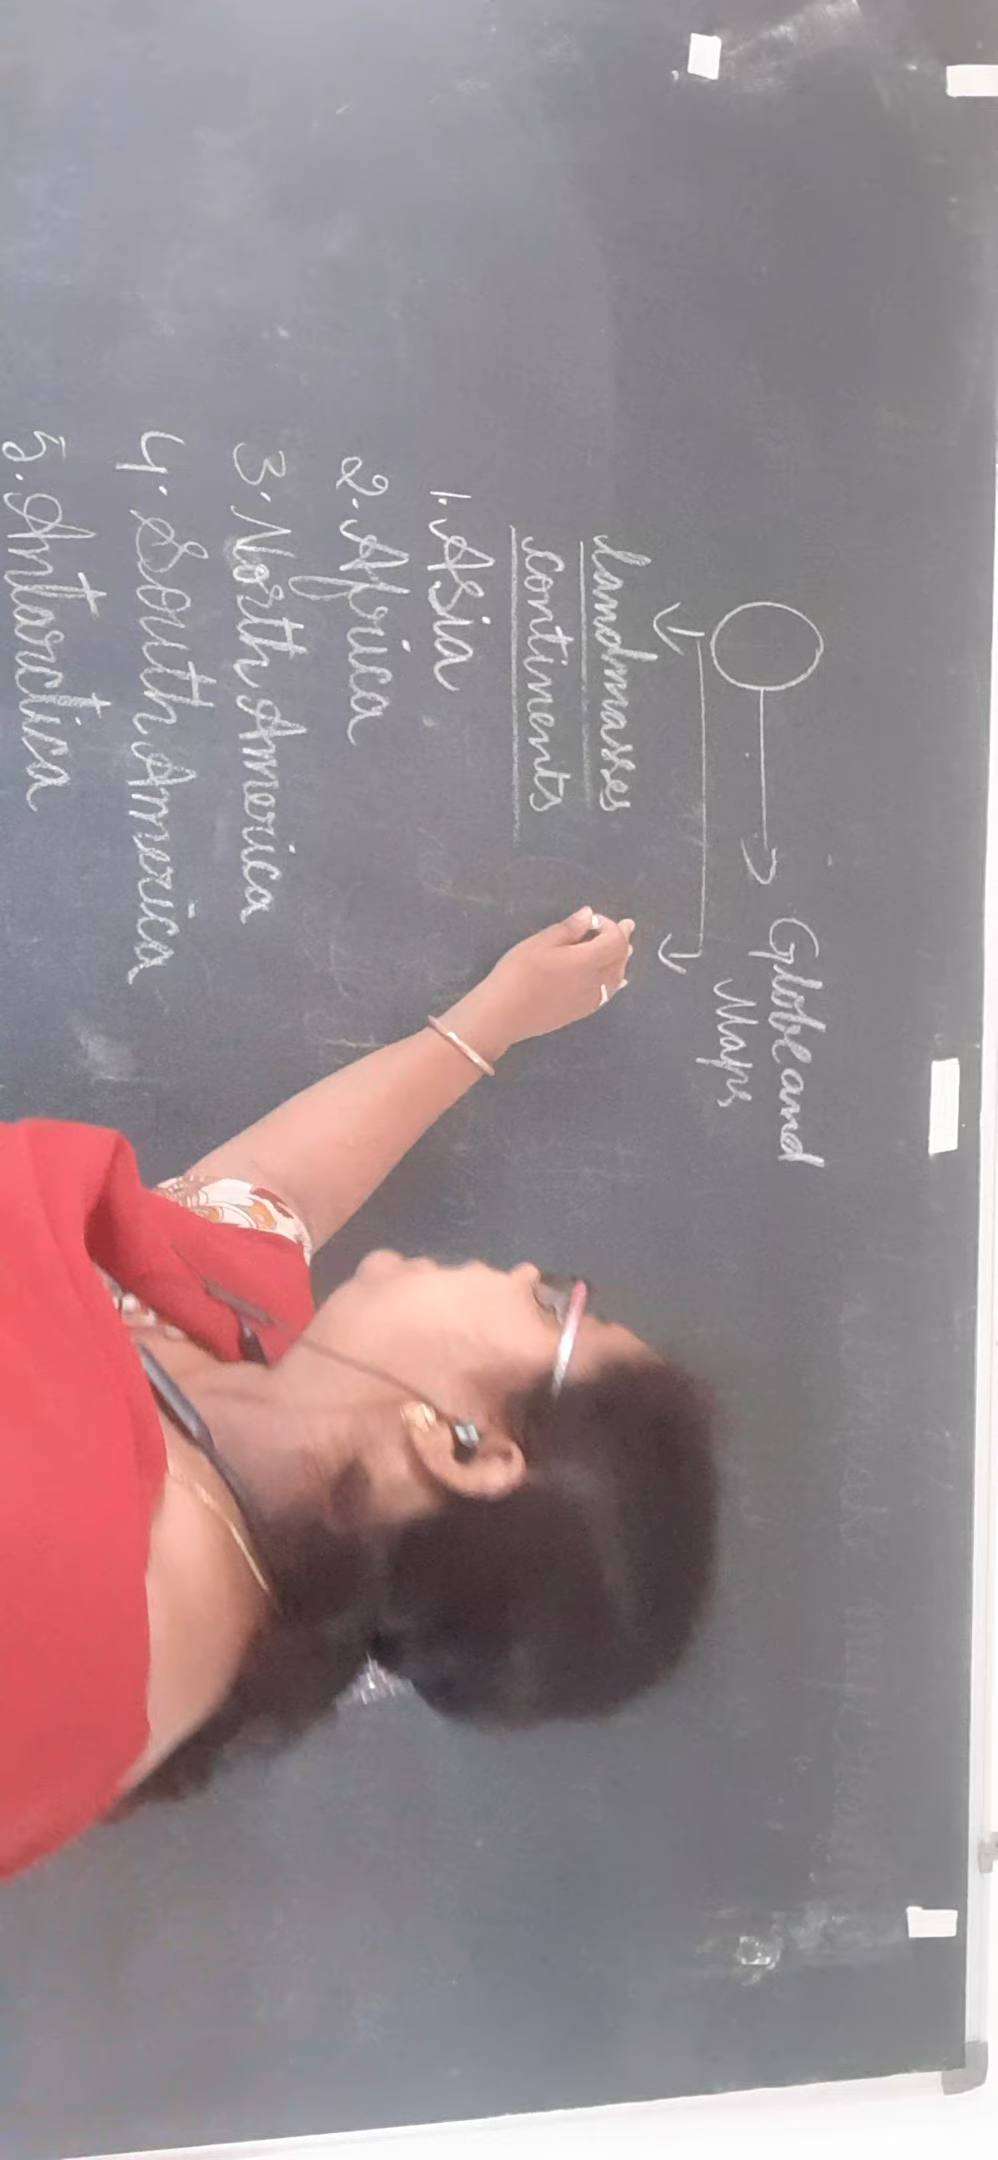 Globe and
Maps
landmasses
continents
1. Asia
2. Africa
3. North America
4. South America
5. Antarctica